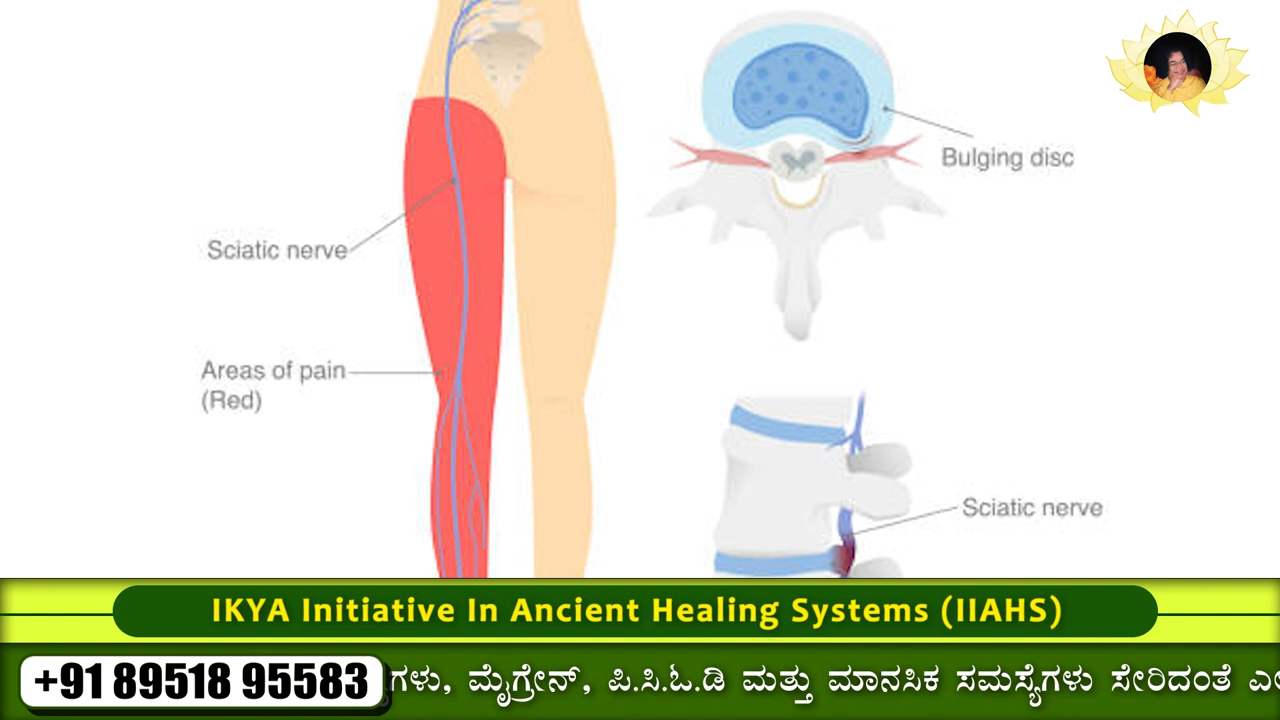 Bulging disc
Sciatic nerve
Areas of pain
(Red)
Sciatic nerve
IKYA Initiative In Ancient Healing Systems (IIAHS)
+91 89518 95583
ಮೈಗ್ರೇನ್, ಪಿ.ಸಿ.ಓ.ಡಿ ಮತ್ತು ಮಾನಸಿಕ ಸಮಸ್ಯೆಗಳು ಸೇರಿದಂತೆ